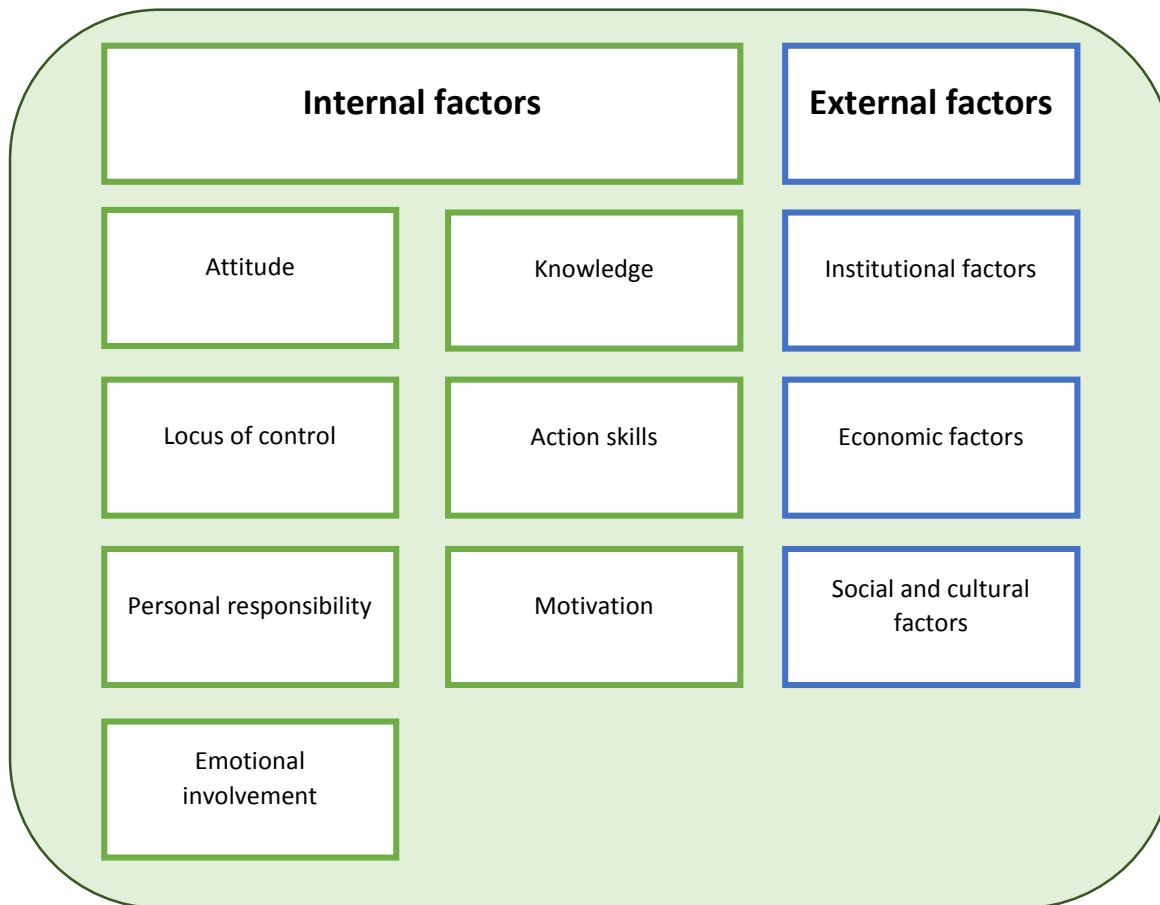 Internal factors
External factors
Attitude
Knowledge
Institutional factors
Locus of control
Action skills
Economic factors
Personal responsibility
Motivation
Social and cultural
factors
Emotional
involvement